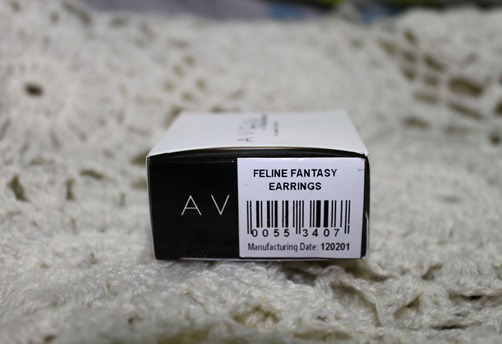 AV
FELINE FANTASY
EARRINGS
0055 3407
Manufacturing Date: 120201